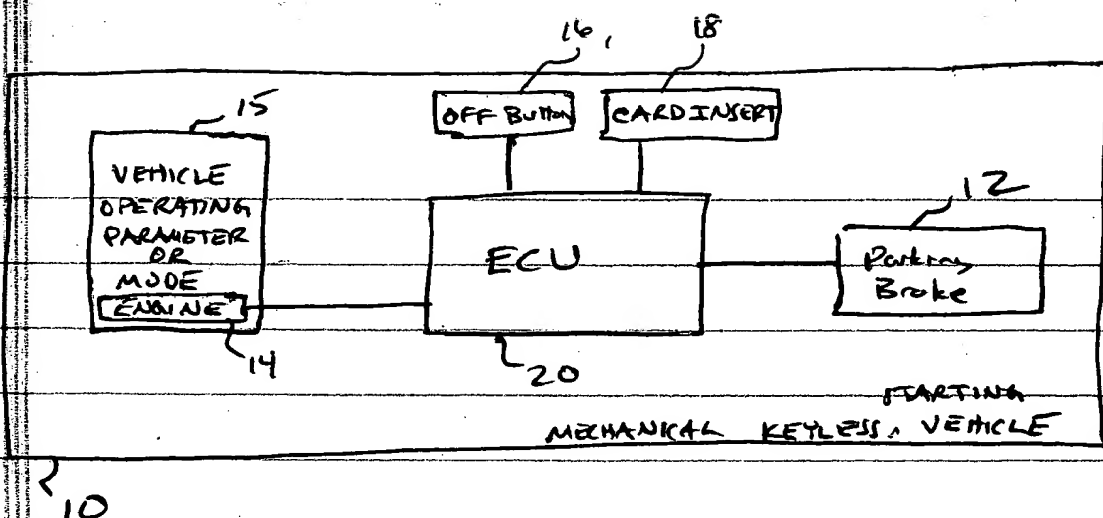 16,
18
15
OFF BUTTON
CARD INSERT
VEHICLE
OPERATING
PARAMETER
OR
MODE
ENGINE
14
ECU
20
12
Parking
Brake
STARTING
MECHANICAL KEYLESS VEHICLE
10